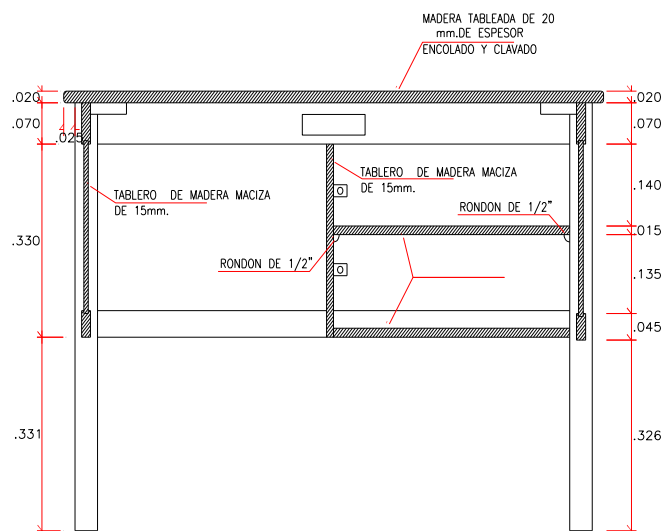 MADERA TABLEADA DE 20
mm.DE ESPESOR
ENCOLADO Y CLAVADO
.020
.070
.025
.330
.331
.020
.070
.140
.015
.135
.045
.326
TABLERO DE MADERA MACIZA
DE 15mm.
TABLERO DE MADERA MACIZA
DE 15mm.
RONDON DE 1/2"
RONDON DE 1/2"